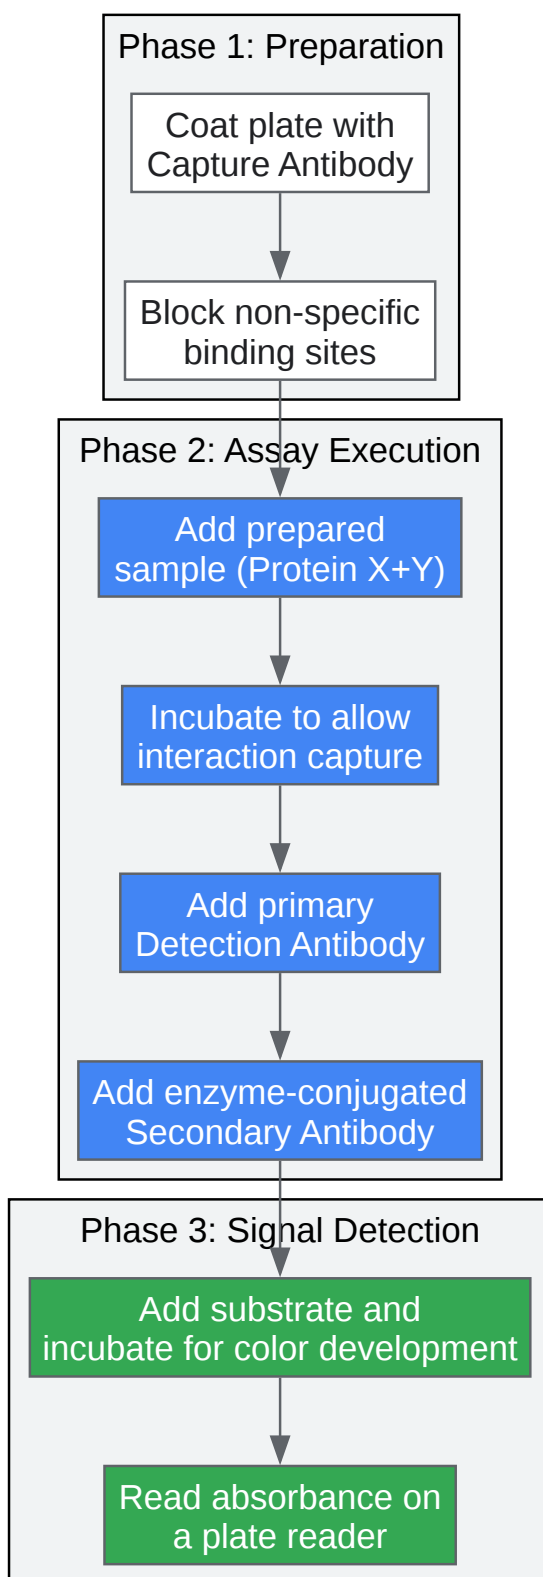 Phase 1: Preparation
Coat plate with
Capture Antibody
Block non-specific
binding sites
Phase 2: Assay Execution
Add prepared
sample (Protein X+Y)
Incubate to allow
interaction capture
Add primary
Detection Antibody
Add enzyme-conjugated
Secondary Antibody
Phase 3: Signal Detection
Add substrate and
incubate for color development
Read absorbance on
a plate reader